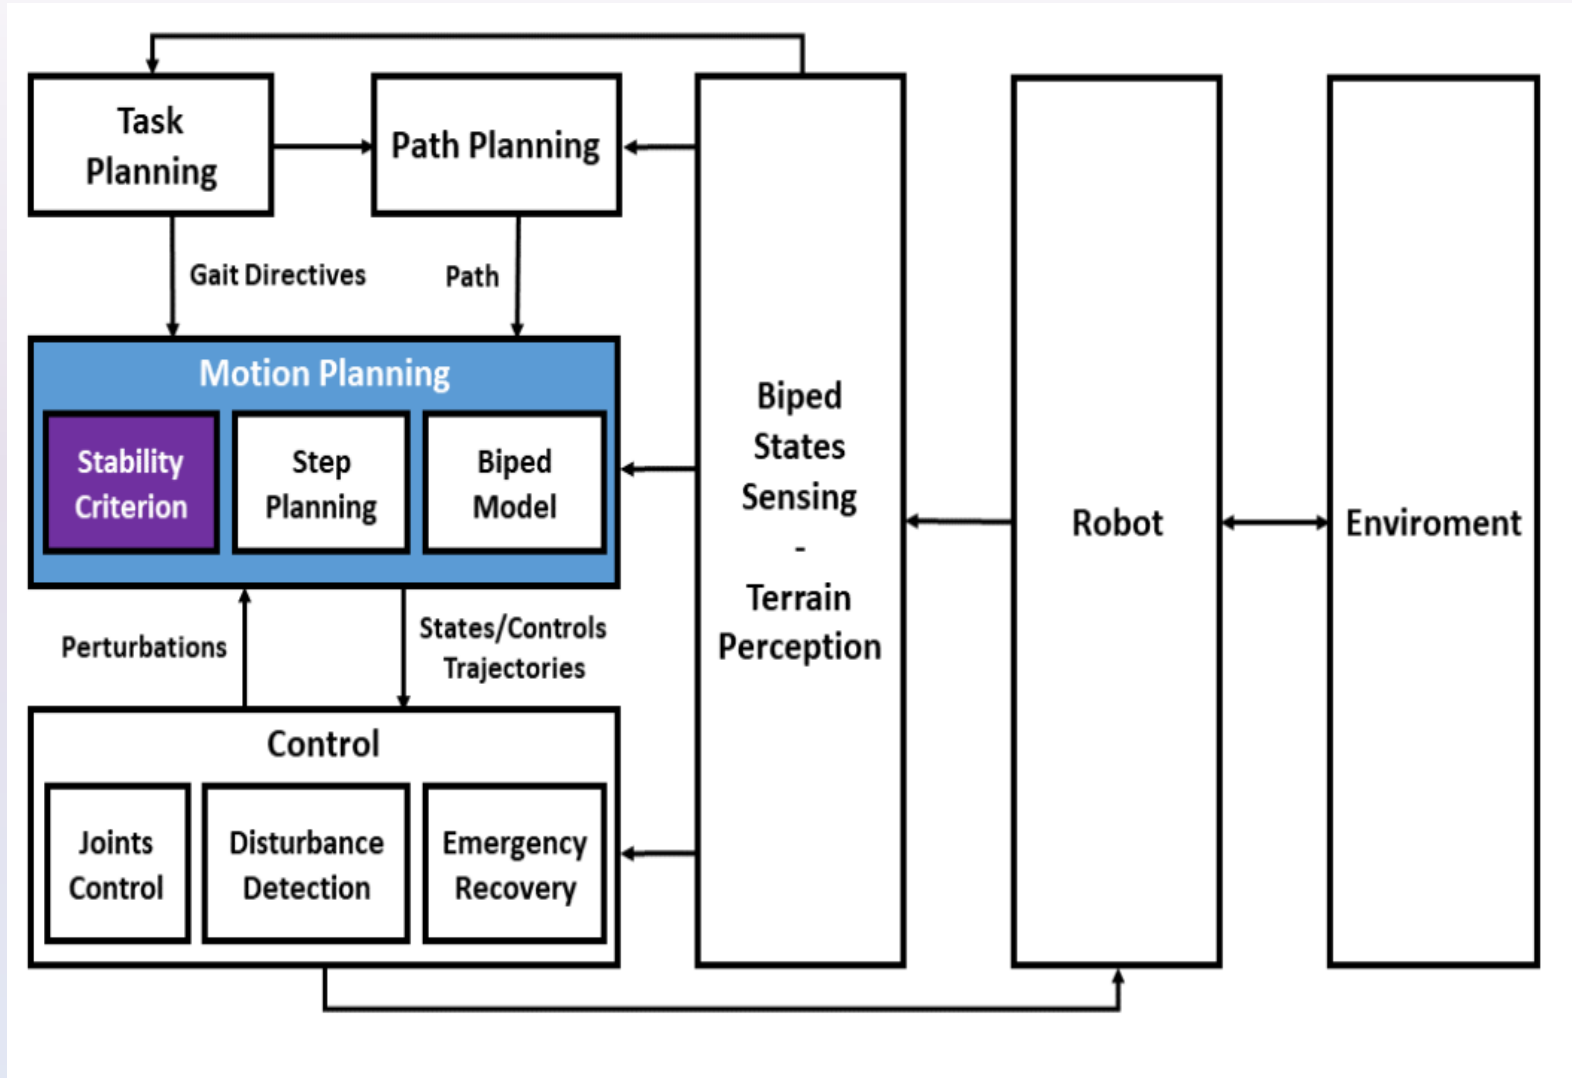 Task
Planning
Path Planning
Gait Directives
Path
Motion Planning
Stability
Criterion
Step
Planning
Biped
Model
Perturbations
States/Controls
Trajectories
Control
Joints
Control
Disturbance
Detection
Emergency
Recovery
Biped
States
Sensing
-
Terrain
Perception
Robot
Enviroment